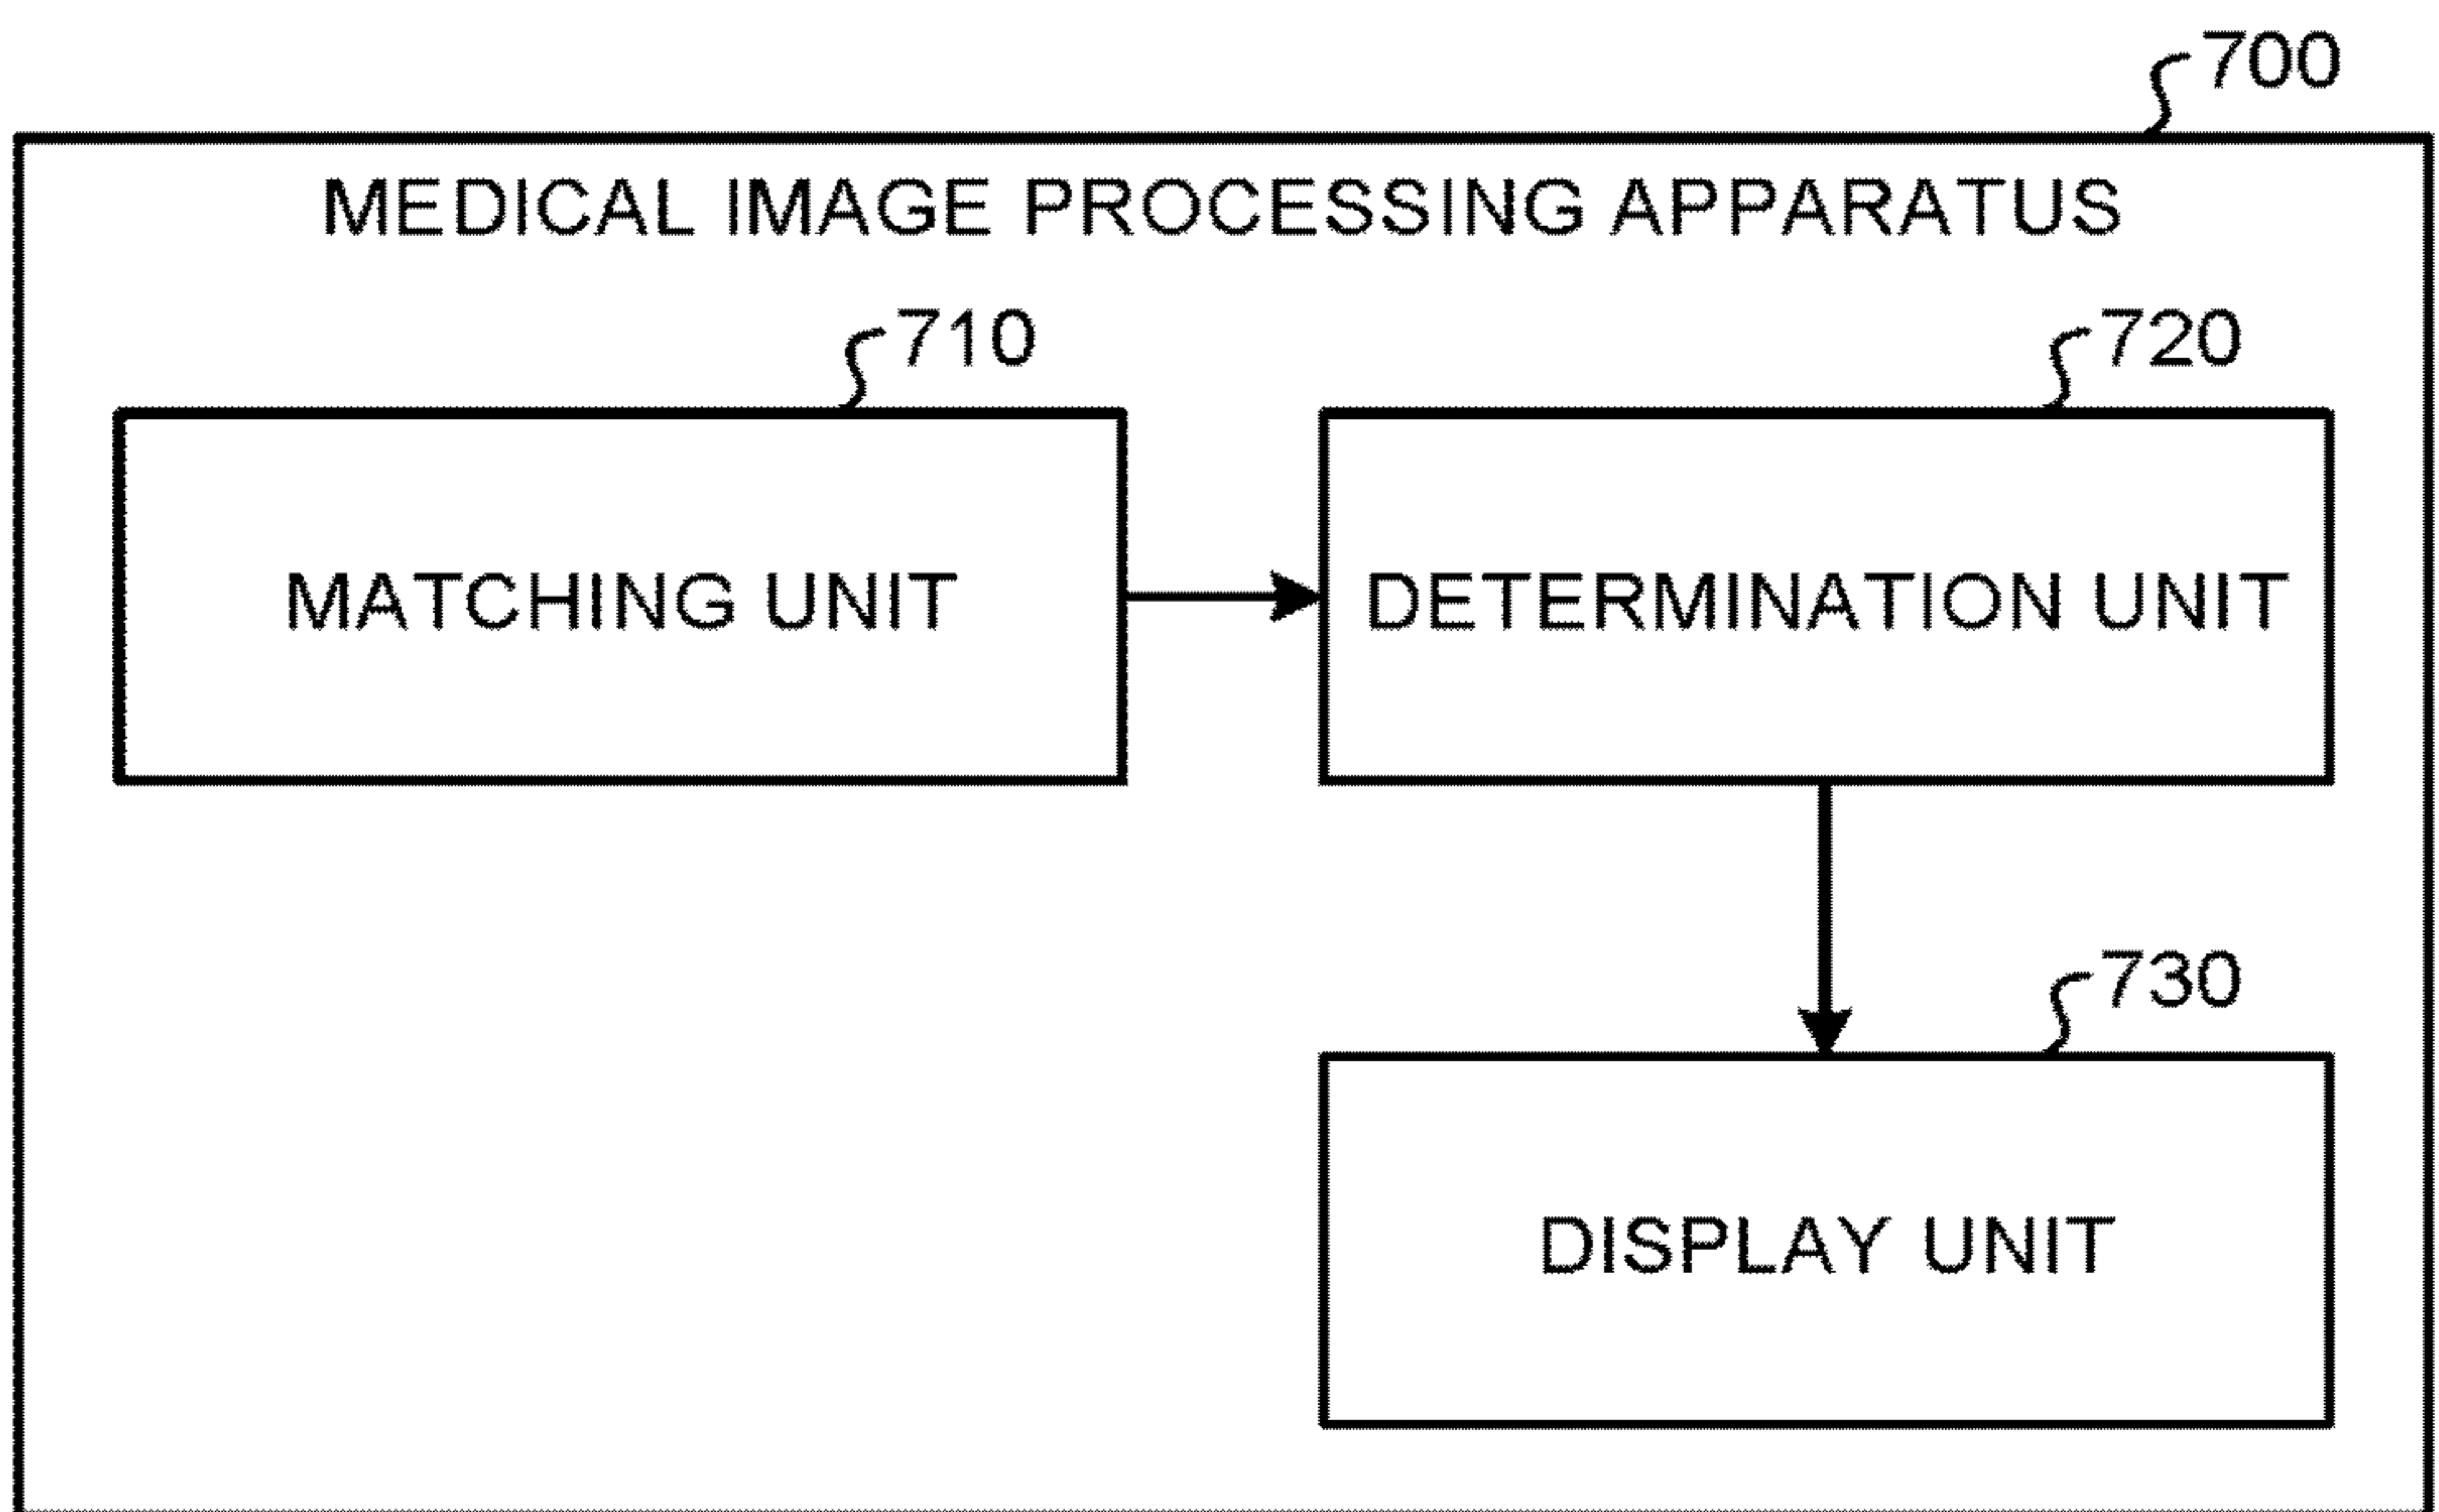 700
MEDICAL IMAGE PROCESSING APPARATUS
710
720
MATCHING UNIT
DETERMINATION UNIT
730
DISPLAY UNIT